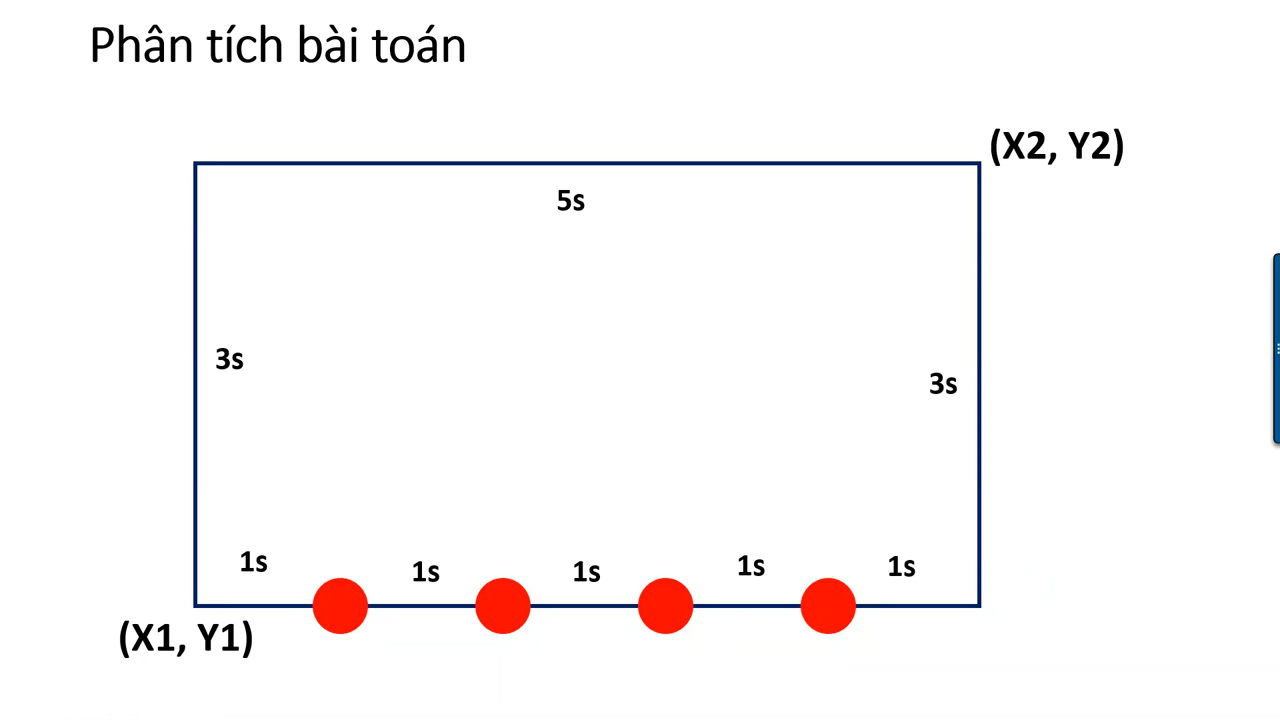 Phân tích bài toán
(X2, Y2)
5s
3s
3s
1s
1s
1s
1s
1s
(X1, Y1)